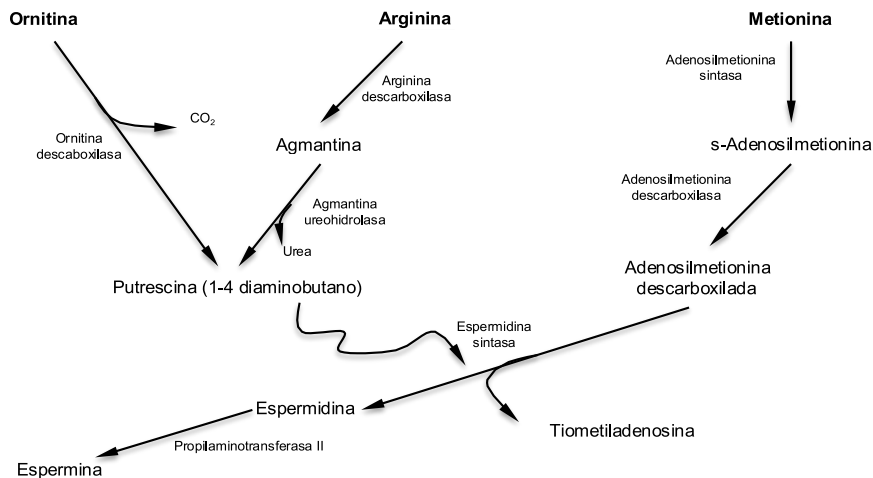 Ornitina
Arginina
Metionina
Adenosilmetionina
sintasa
Arginina
descarboxilasa
CO2
Ornitina
descaboxilasa
Agmantina
s-Adenosilmetionina
Adenosilmetionina
descarboxilasa
Agmantina
ureohidrolasa
Urea
Putrescina (1-4 diaminobutano)
Adenosilmetionina
descarboxilada
Espermidina
sintasa
Espermidina
Tiometiladenosina
Propilaminotransferasa II
Espermina